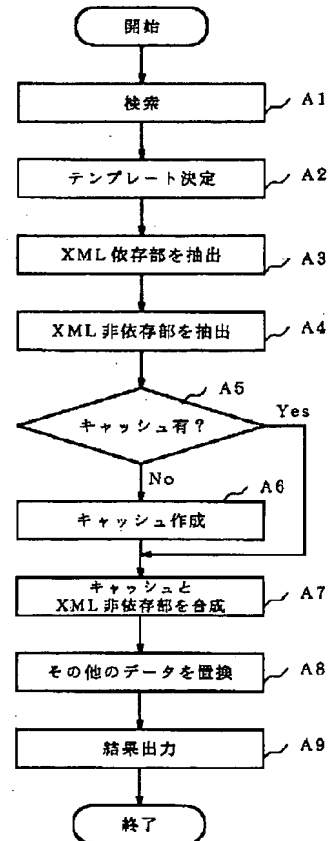 開始
検索
A1
テンプレート決定
A2
XML依存部を抽出
A3
XML非依存部を抽出
A4
A5
キャッシュ有?
Yes
No
A6
キャッシュ作成
キャッシュと
XML非依存部を合成
A7
その他のデータを置換
A8
結果出力
A9
終了